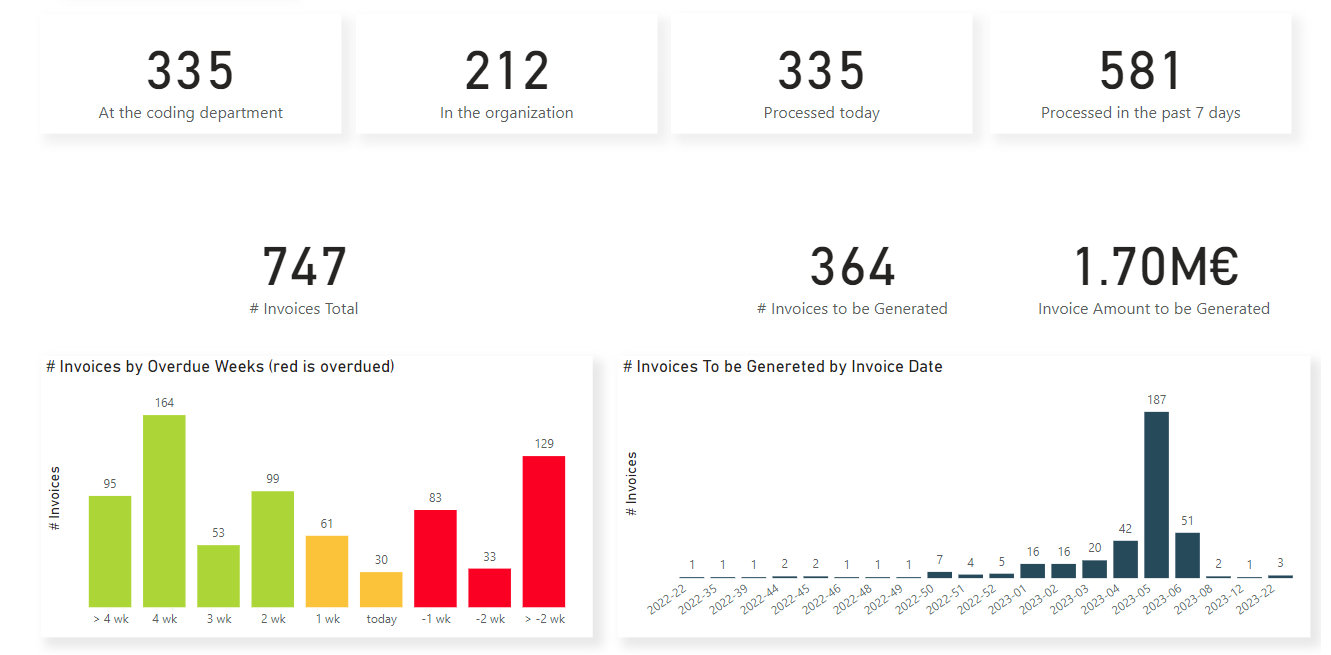 335
At the coding department
212
In the organization
335
Processed today
581
Processed in the past 7 days
747
# Invoices Total
364
# Invoices to be Generated
1.70M€
Invoice Amount to be Generated
# Invoices by Overdue Weeks (red is overdued)
# Invoices
95
164
53
99
61
30
83
33
129
> 4 wk
4 wk
3 wk
2 wk
1 wk
today
-1 wk
-2 wk
> -2 wk
# Invoices To be Genereted by Invoice Date
# Invoices
1
1
1
2
2
1
1
1
7
4
5
16
16
20
42
187
51
2
1
3
2022-22
2022-35
2022-39
2022-44
2022-45
2022-46
2022-48
2022-49
2022-50
2022-51
2022-52
2023-01
2023-02
2023-03
2023-04
2023-05
2023-06
2023-08
2023-12
2023-22